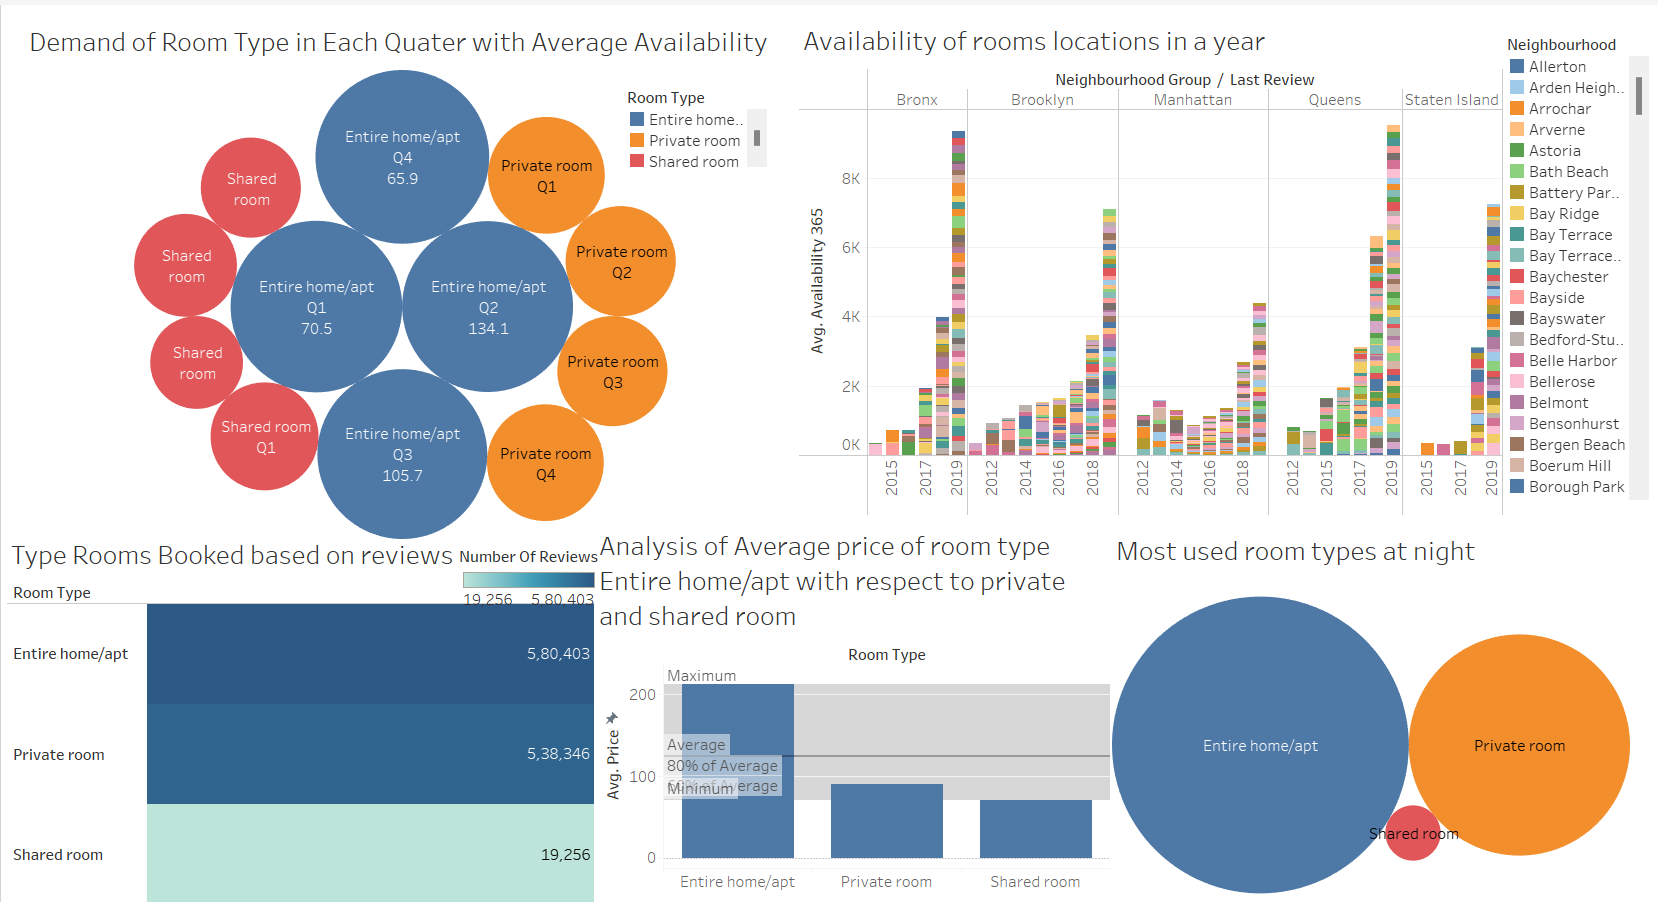 Demand of Room Type in Each Quater with Average Availability
Room Type
Entire home..
Private room
Shared room
Entire home/apt
Q4
65.9
Private room
Q1
Shared
room
Shared
room
Private room
Q2
Entire home/apt
Q1
70.5
Entire home/apt
Q2
134.1
Shared
room
Private room
Q3
Shared room
Q1
Entire home/apt
Q3
105.7
Private room
Q4
Availability of rooms locations in a year
Neighbourhood Group / Last Review
Bronx
Brooklyn
Manhattan
Queens
Staten Island
Avg. Availability 365
8K
6K
4K
2K
0K
2015
2017
2019
2012
2014
2016
2018
2012
2014
2016
2018
2012
2015
2017
2019
2015
2017
2019
Neighbourhood
Allerton
Arden Heigh..
Arrochar
Arverne
Astoria
Bath Beach
Battery Par..
Bay Ridge
Bay Terrace
Bay Terrace..
Baychester
Bayside
Bayswater
Bedford-Stu..
Belle Harbor
Bellerose
Belmont
Bensonhurst
Bergen Beach
Boerum Hill
Borough Park
Type Rooms Booked based on reviews
Number Of Reviews
19,256 5,80,403
Room Type
Entire home/apt 5,80,403
Private room 5,38,346
Shared room 19,256
Analysis of Average price of room type
Entire home/apt with respect to private
and shared room
Room Type
Avg. Price
200
100
0
Maximum
Average
80% of Average
60% of Average
Minimum
Entire home/apt
Private room
Shared room
Most used room types at night
Entire home/apt
Private room
Shared room